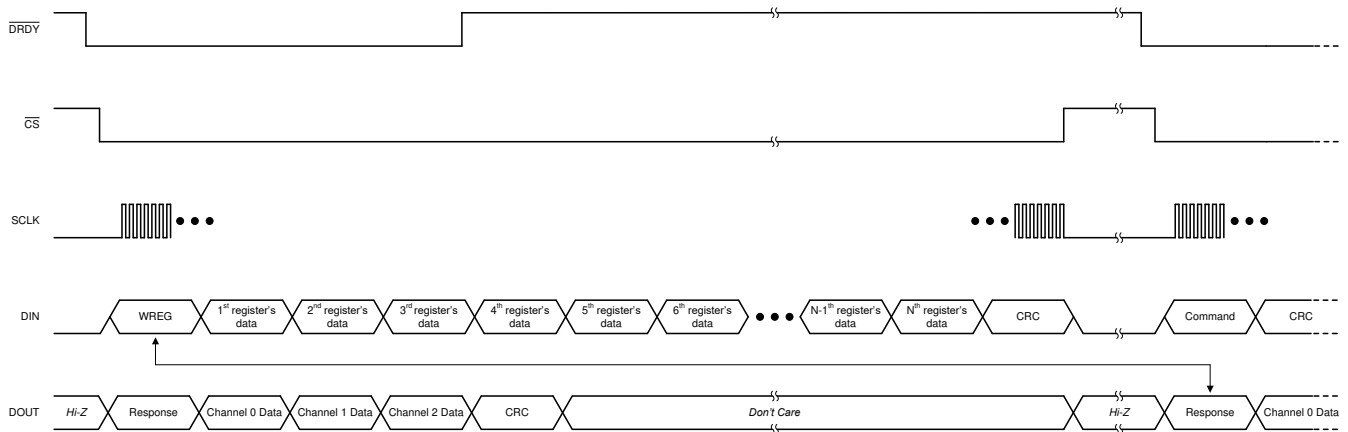 DRDY
CS
SCLK
DIN
WREG
1st register's
data
2nd register's
data
3rd register's
data
4th register's
data
5th register's
data
6th register's
data
N-1th register's
data
Nth register's
data
CRC
Command
CRC
DOUT
Hi-Z
Response
Channel 0 Data
Channel 1 Data
Channel 2 Data
CRC
Don't Care
Hi-Z
Response
Channel 0 Data